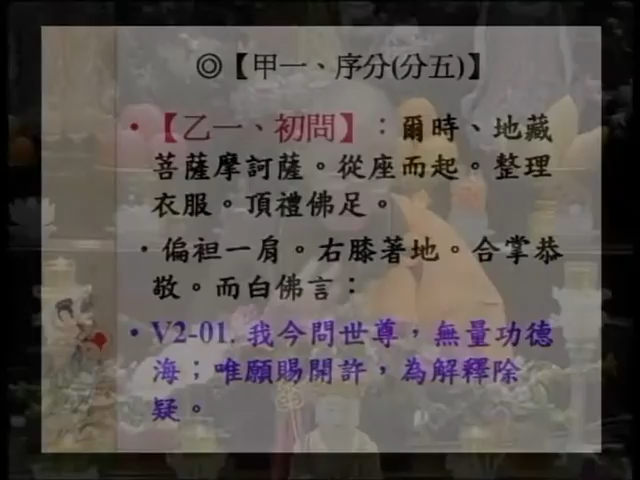 ◎【甲一、序分(分五)】
•【乙一、初問】：爾時、地藏
菩薩摩訶薩。從座而起。整理
衣服。頂禮佛足。
•偏袒一肩。右膝著地。合掌恭
敬。而白佛言：
•V2-01. 我今問世尊，無量功德
海；唯願賜開許，為解釋除
疑。